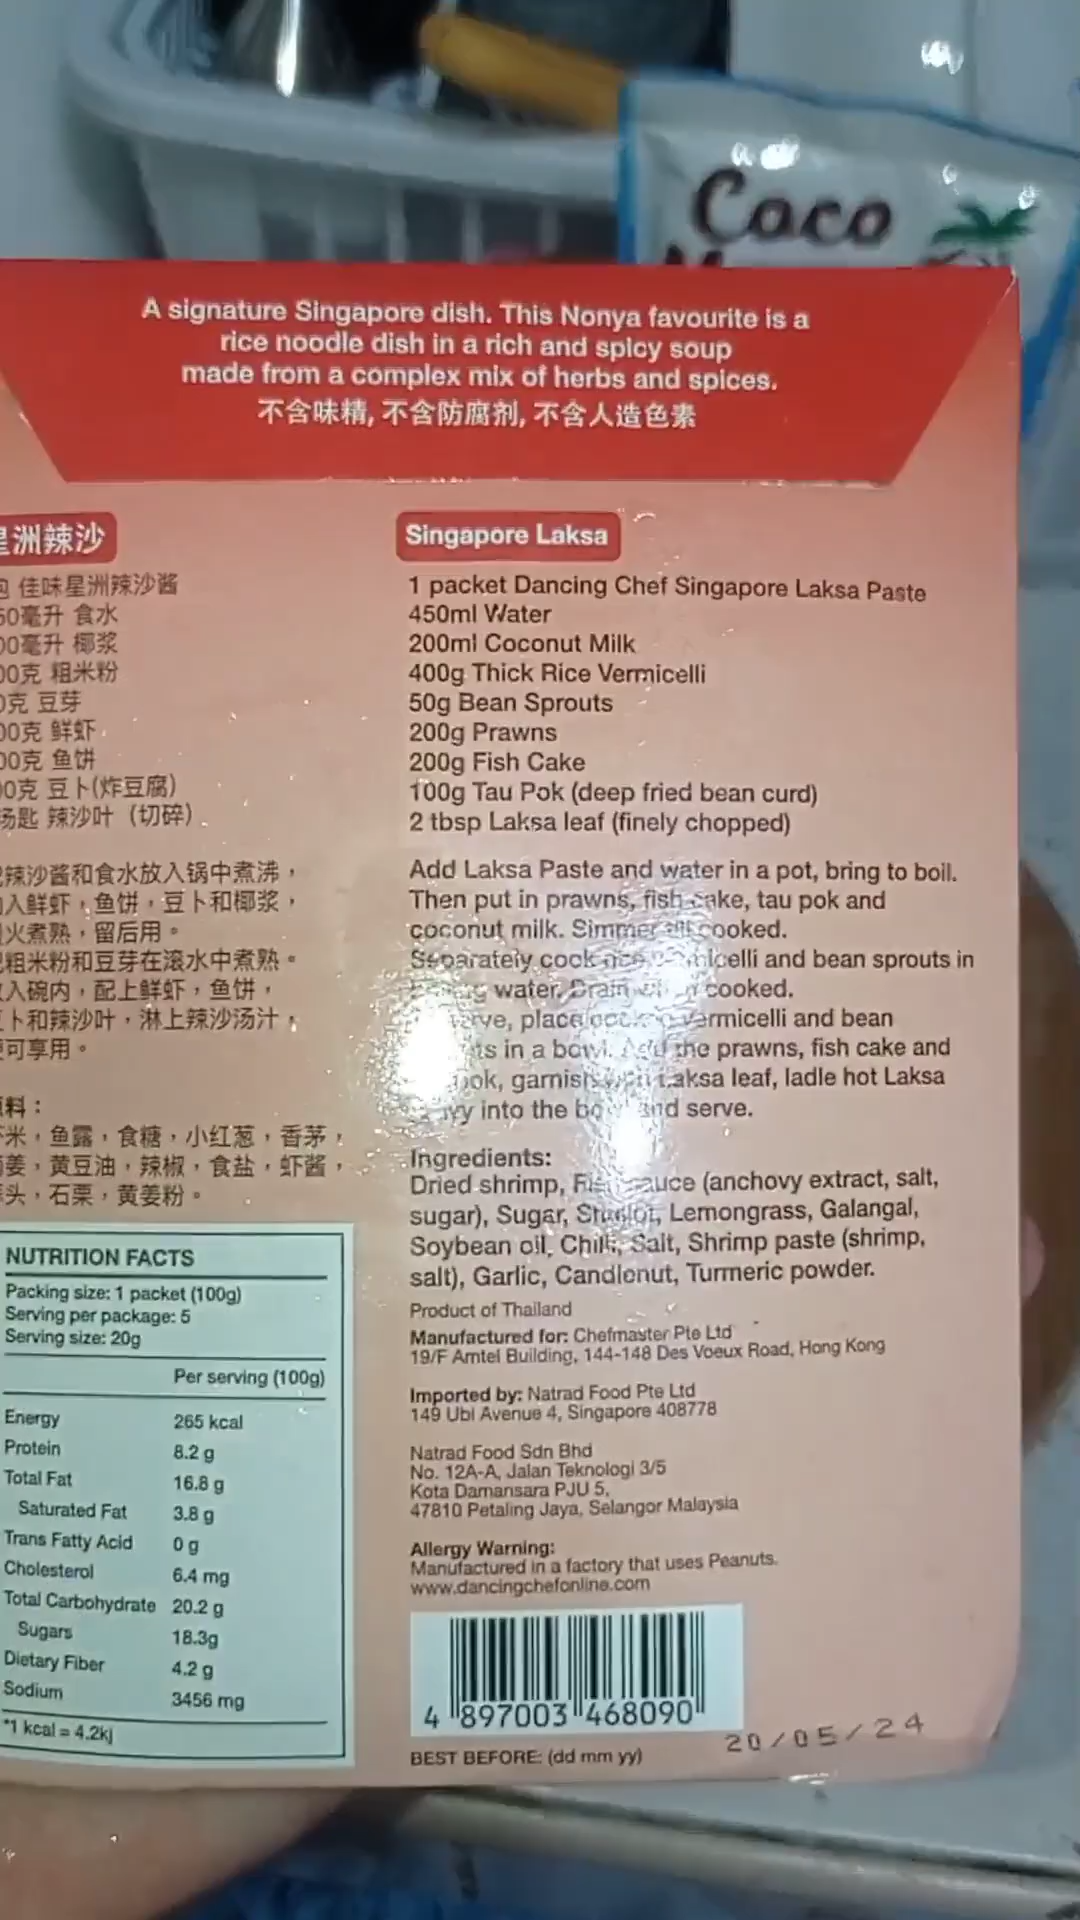 Coco
A signature Singapore dish. This Nonya favourite is a
rice noodle dish in a rich and spicy soup
made from a complex mix of herbs and spices.
不含味精, 不含防腐剂, 不含人造色素
洲辣沙
佳味星洲辣沙酱
50毫升 食水
00毫升 椰浆
00克 粗米粉
0克 豆芽
00克 鲜虾
00克 鱼饼
00克 豆卜(炸豆腐)
汤匙 辣沙叶 (切碎)
辣沙酱和食水放入锅中煮沸，
入鲜虾，鱼饼，豆卜和椰浆，
火煮熟，留后用。
粗米粉和豆芽在滚水中煮熟。
入碗内，配上鲜虾，鱼饼，
卜和辣沙叶，淋上辣沙汤汁，
可享用。
料：
米，鱼露，食糖，小红葱，香茅，
姜，黄豆油，辣椒，食盐，虾酱，
头，石栗，黄姜粉。
NUTRITION FACTS
Packing size: 1 packet (100g)
Serving per package: 5
Serving size: 20g
Per serving (100g)
Energy 265 kcal
Protein 8.2 g
Total Fat 16.8 g
Saturated Fat 3.8 g
Trans Fatty Acid 0 g
Cholesterol 6.4 mg
Total Carbohydrate 20.2 g
Sugars 18.3g
Dietary Fiber 4.2 g
Sodium 3456 mg
*1 kcal = 4.2kj
Singapore Laksa
1 packet Dancing Chef Singapore Laksa Paste
450ml Water
200ml Coconut Milk
400g Thick Rice Vermicelli
50g Bean Sprouts
200g Prawns
200g Fish Cake
100g Tau Pok (deep fried bean curd)
2 tbsp Laksa leaf (finely chopped)
Add Laksa Paste and water in a pot, bring to boil.
Then put in prawns, fish cake, tau pok and
coconut milk. Simmer till cooked.
Separately cook rice vermicelli and bean sprouts in
water. Drain when cooked.
place cooked vermicelli and bean
in a bowl. Add the prawns, fish cake and
garnish with Laksa leaf, ladle hot Laksa
into the bowl and serve.
Ingredients:
Dried shrimp, Fish sauce (anchovy extract, salt,
sugar), Sugar, Shallot, Lemongrass, Galangal,
Soybean oil, Chilli, Salt, Shrimp paste (shrimp,
salt), Garlic, Candlenut, Turmeric powder.
Product of Thailand
Manufactured for: Chefmaster Pte Ltd
19/F Amtel Building, 144-148 Des Voeux Road, Hong Kong
Imported by: Natrad Food Pte Ltd
149 Ubi Avenue 4, Singapore 408778
Natrad Food Sdn Bhd
No. 12A-A, Jalan Teknologi 3/5
Kota Damansara PJU 5,
47810 Petaling Jaya, Selangor Malaysia
Allergy Warning:
Manufactured in a factory that uses Peanuts.
www.dancingchefonline.com
4 897003 468090
BEST BEFORE: (dd mm yy) 20/05/24